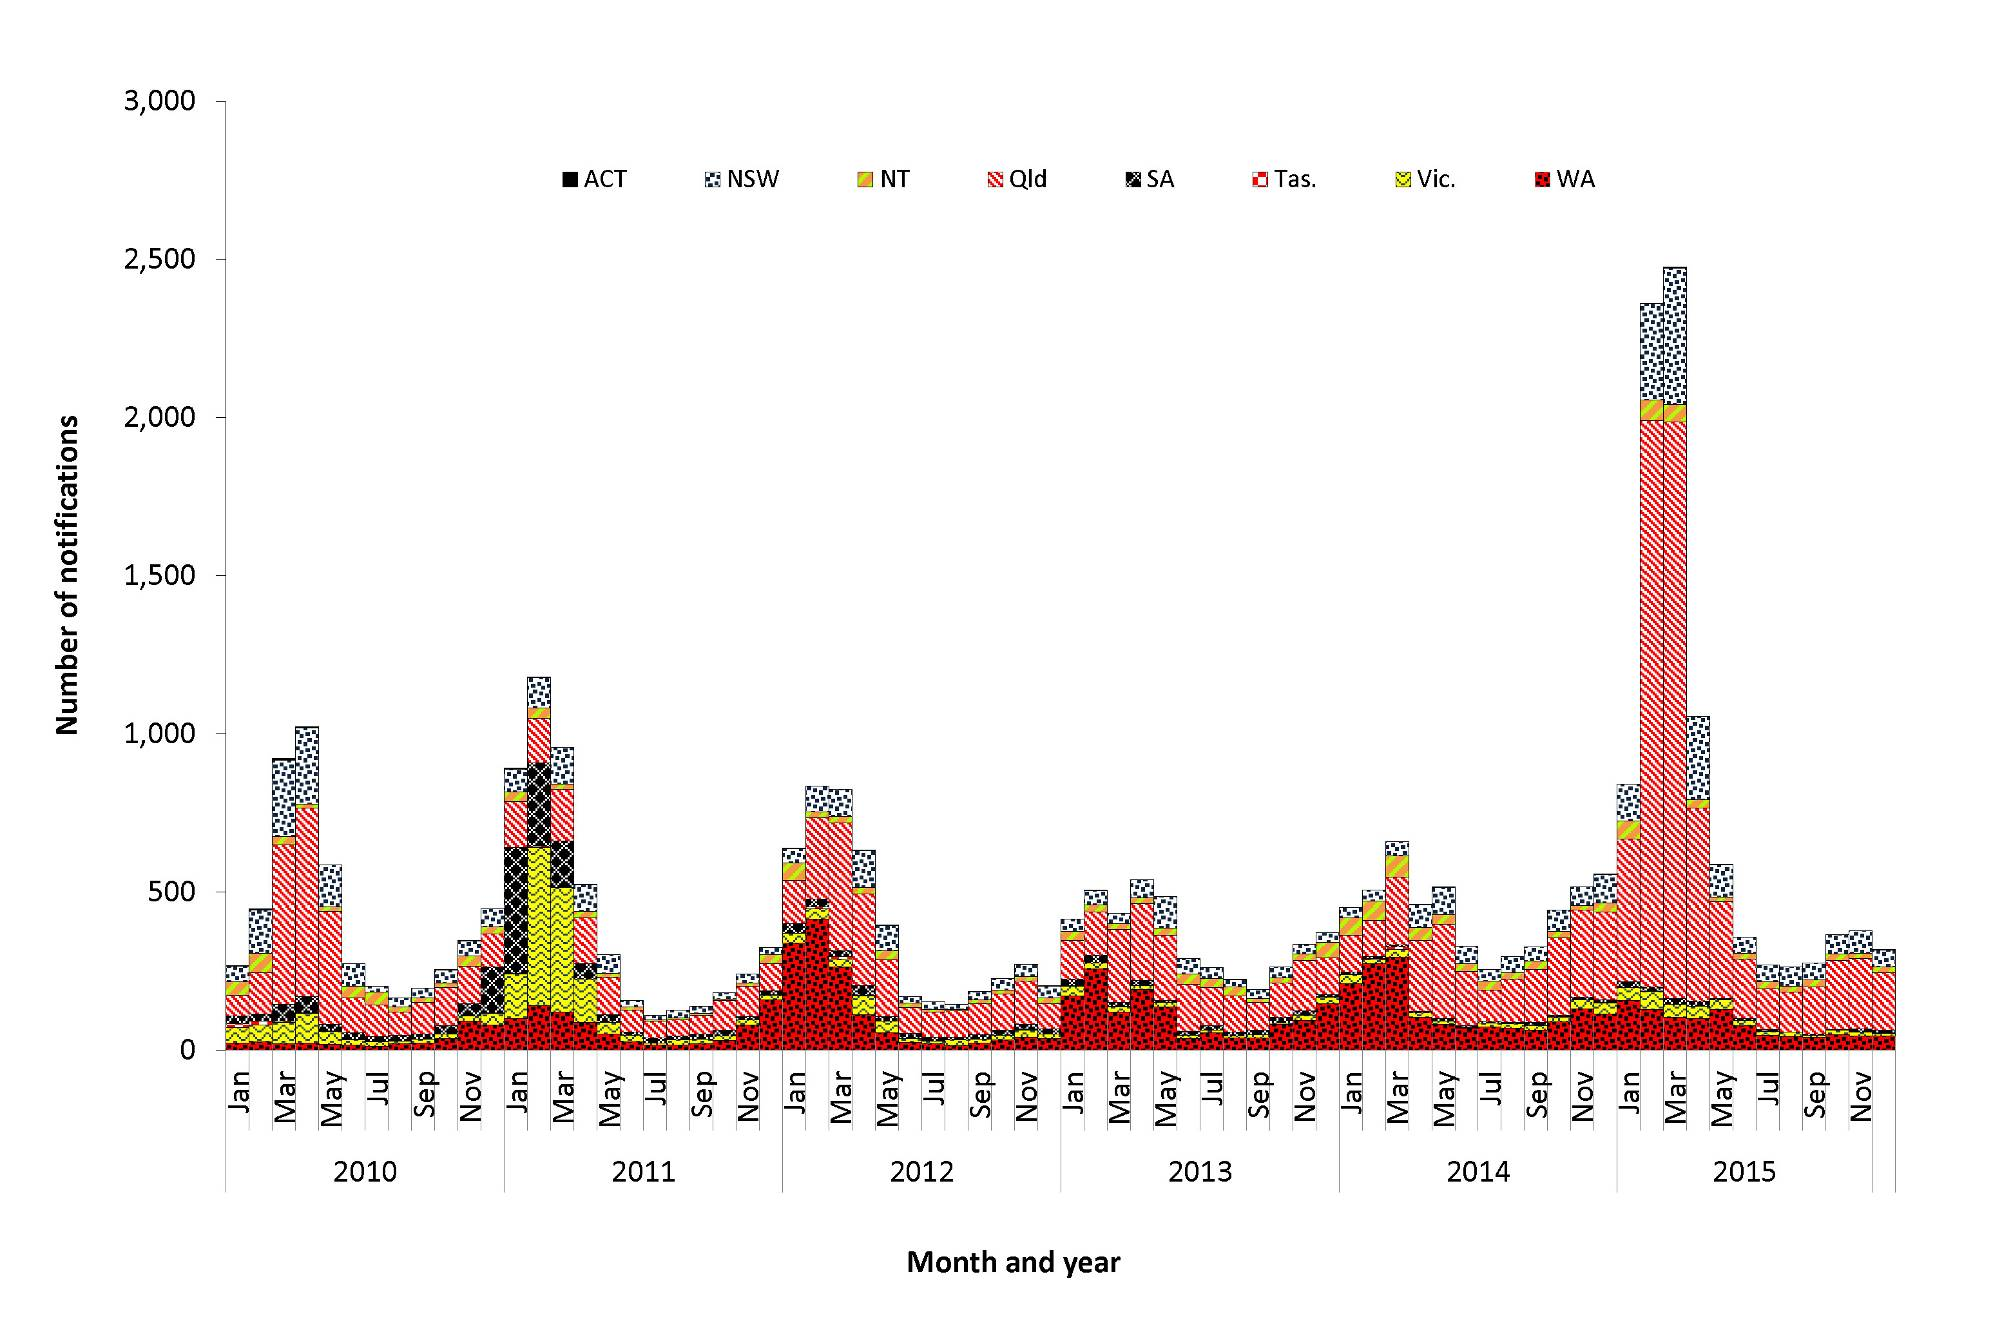 3,000
ACT NSW NT Qld SA Tas. Vic. WA
2,500
2,000
1,500
1,000
500
0
Number of notifications
Jan Mar May Jul Sep Nov Jan Mar May Jul Sep Nov Jan Mar May Jul Sep Nov Jan Mar May Jul Sep Nov Jan Mar May Jul Sep Nov Jan Mar May Jul Sep Nov
2010 2011 2012 2013 2014 2015
Month and year